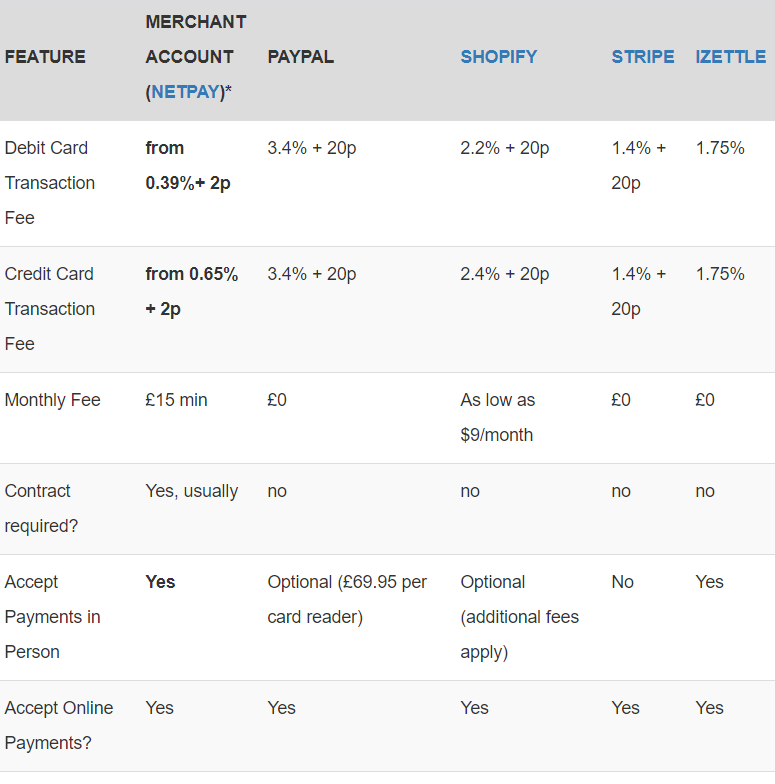 FEATURE MERCHANT ACCOUNT (NETPAY)* PAYPAL SHOPIFY STRIPE IZETTLE
Debit Card Transaction Fee from 0.39%+ 2p 3.4% + 20p 2.2% + 20p 1.4% + 20p 1.75%
Credit Card Transaction Fee from 0.65% + 2p 3.4% + 20p 2.4% + 20p 1.4% + 20p 1.75%
Monthly Fee £15 min £0 As low as $9/month £0 £0
Contract required? Yes, usually no no no no
Accept Payments in Person Yes Optional (£69.95 per card reader) Optional (additional fees apply) No Yes
Accept Online Payments? Yes Yes Yes Yes Yes